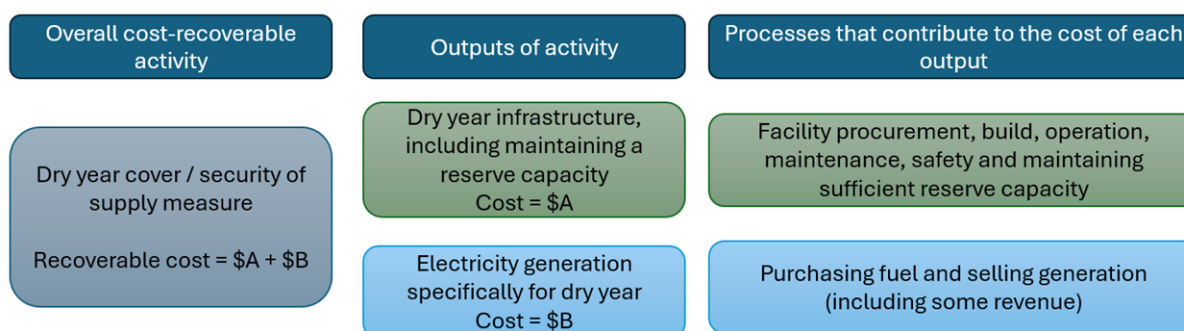 Overall cost-recoverable
activity
Outputs of activity
Processes that contribute to the cost of each
output
Dry year cover / security of
supply measure
Recoverable cost = $A + $B
Dry year infrastructure,
including maintaining a
reserve capacity
Cost = $A
Facility procurement, build, operation,
maintenance, safety and maintaining
sufficient reserve capacity
Electricity generation
specifically for dry year
Cost = $B
Purchasing fuel and selling generation
(including some revenue)